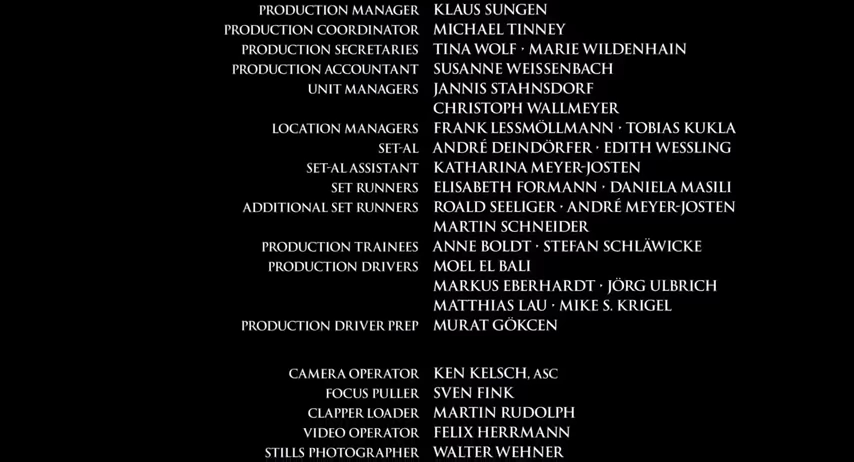 PRODUCTION MANAGER KLAUS SUNGEN
PRODUCTION COORDINATOR MICHAEL TINNEY
PRODUCTION SECRETARIES TINA WOLF · MARIE WILDENHAIN
PRODUCTION ACCOUNTANT SUSANNE WEISSENBACH
UNIT MANAGERS JANNIS STAHNSDORF
CHRISTOPH WALLMEYER
LOCATION MANAGERS FRANK LESSMÖLLMANN · TOBIAS KUKLA
SET-AL ANDRÉ DEINDÖRFER · EDITH WESSLING
SET-AL ASSISTANT KATHARINA MEYER-JOSTEN
SET RUNNERS ELISABETH FORMANN · DANIELA MASILI
ADDITIONAL SET RUNNERS ROALD SEELIGER · ANDRÉ MEYER-JOSTEN
MARTIN SCHNEIDER
PRODUCTION TRAINEES ANNE BOLDT · STEFAN SCHLÄWICKE
PRODUCTION DRIVERS MOEL EL BALI
MARKUS EBERHARDT · JÖRG ULBRICH
MATTHIAS LAU · MIKE S. KRIGEL
PRODUCTION DRIVER PREP MURAT GÖKCEN
CAMERA OPERATOR KEN KELSCH, ASC
FOCUS PULLER SVEN FINK
CLAPPER LOADER MARTIN RUDOLPH
VIDEO OPERATOR FELIX HERRMANN
STILLS PHOTOGRAPHER WALTER WEHNER